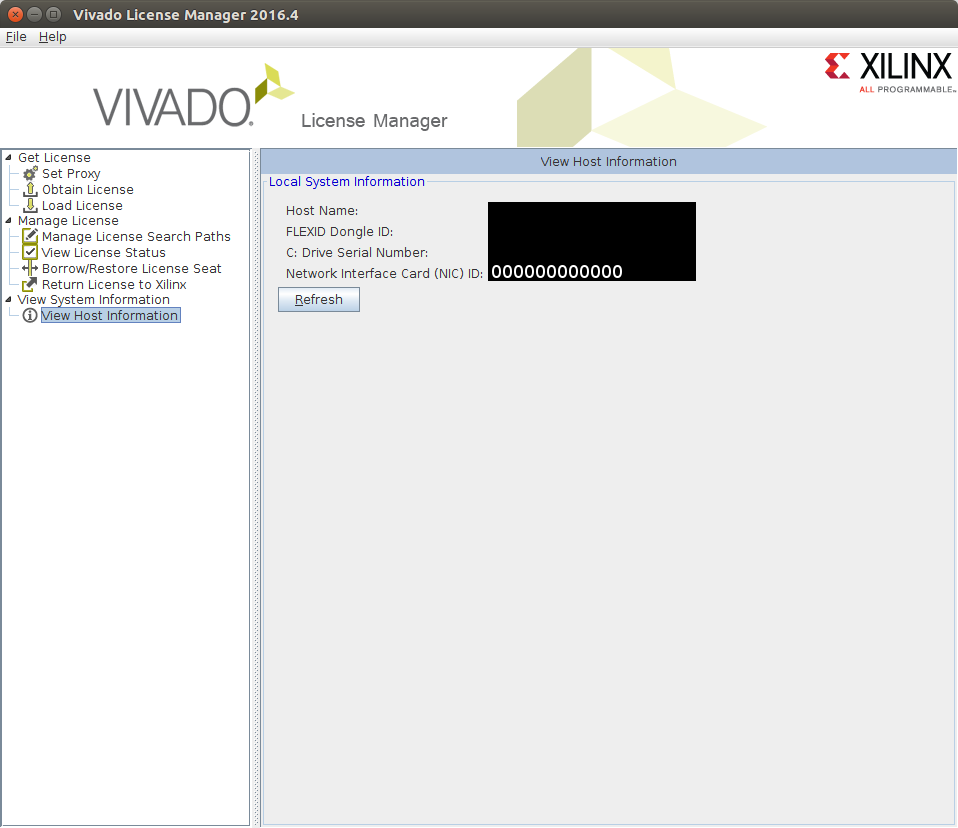 Vivado License Manager 2016.4
File Help
VIVADO. License Manager
XILINX
ALL PROGRAMMABLE™
Get License
Set Proxy
Obtain License
Load License
Manage License
Manage License Search Paths
View License Status
Borrow/Restore License Seat
Return License to Xilinx
View System Information
View Host Information
View Host Information
Local System Information
Host Name:
FLEXID Dongle ID:
C: Drive Serial Number:
Network Interface Card (NIC) ID: 000000000000
Refresh